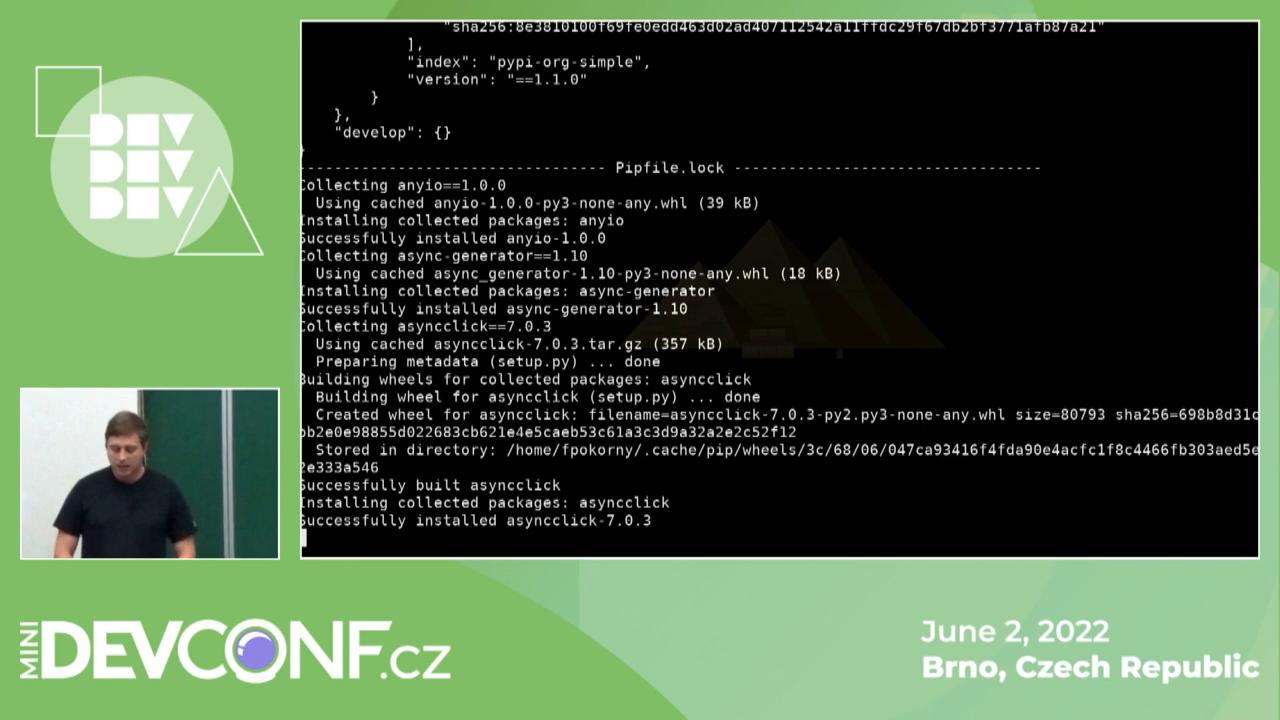 DEV
DEV
DEV
"sha256:8e3810100f69fe0edd463d02ad407112542a11ffdc29f67db2bf3771afb87a21"
],
"index": "pypi-org-simple",
"version": "==1.1.0"
}
},
"develop": {}
}
------------------------------- Pipfile.lock -------------------------------
Collecting anyio==1.0.0
Using cached anyio-1.0.0-py3-none-any.whl (39 kB)
Installing collected packages: anyio
Successfully installed anyio-1.0.0
Collecting async-generator==1.10
Using cached async_generator-1.10-py3-none-any.whl (18 kB)
Installing collected packages: async-generator
Successfully installed async-generator-1.10
Collecting asyncclick==7.0.3
Using cached asyncclick-7.0.3.tar.gz (357 kB)
Preparing metadata (setup.py) ... done
Building wheels for collected packages: asyncclick
Building wheel for asyncclick (setup.py) ... done
Created wheel for asyncclick: filename=asyncclick-7.0.3-py2.py3-none-any.whl size=80793 sha256=698b8d31c
bb2e0e98855d022683cb621e4e5caeb53c61a3c3d9a32a2e2c52f12
Stored in directory: /home/fpokorny/.cache/pip/wheels/3c/68/06/047ca93416f4fda90e4acfc1f8c4466fb303aed5e
2e333a546
Successfully built asyncclick
Installing collected packages: asyncclick
Successfully installed asyncclick-7.0.3
MINI DEVCONF.cz
June 2, 2022
Brno, Czech Republic